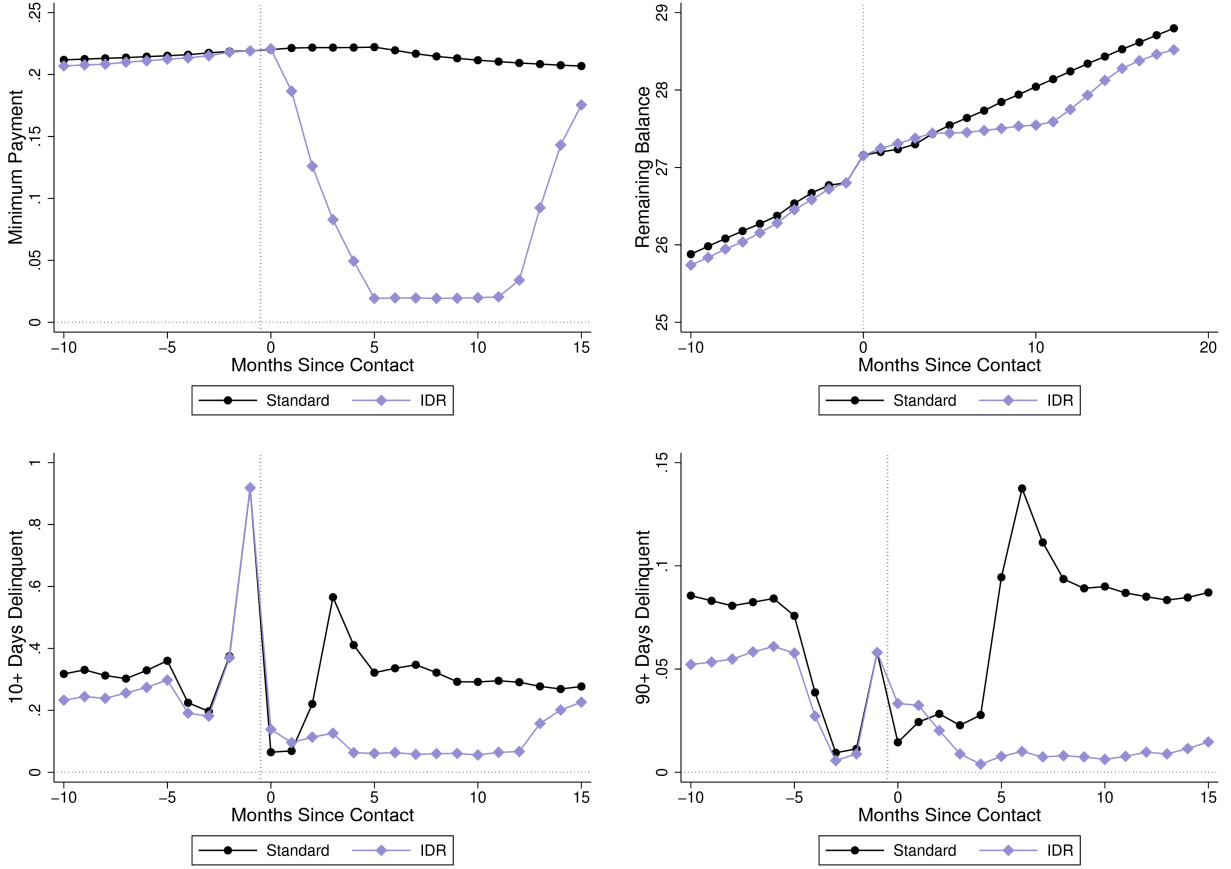 Minimum Payment
.25
.2
.15
.1
.05
0
−10 −5 0 5 10 15
Months Since Contact
Standard IDR
Remaining Balance
29
28
27
26
25
−10 0 10 20
Months Since Contact
Standard IDR
10+ Days Delinquent
1
.8
.6
.4
.2
0
−10 −5 0 5 10 15
Months Since Contact
Standard IDR
90+ Days Delinquent
.15
.1
.05
0
−10 −5 0 5 10 15
Months Since Contact
Standard IDR